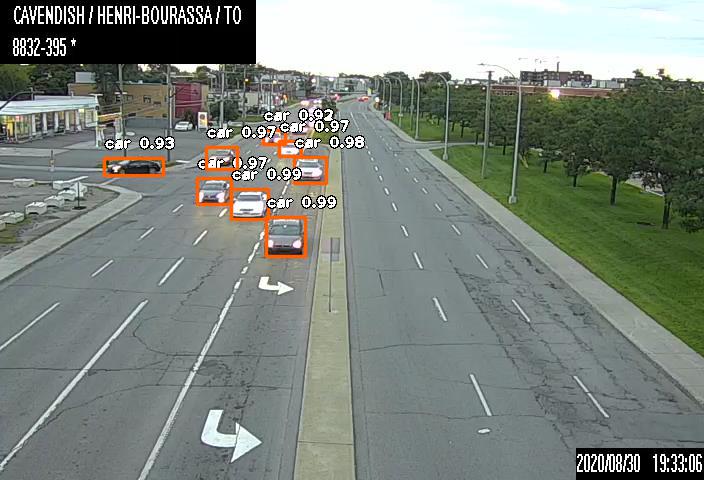 CAVENDISH / HENRI-BOURASSA / TO
8832-395 *
car 0.92
car 0.97
car 0.97
car 0.93
car 0.98
car 0.97
car 0.99
car 0.99
2020/08/30 19:33:06